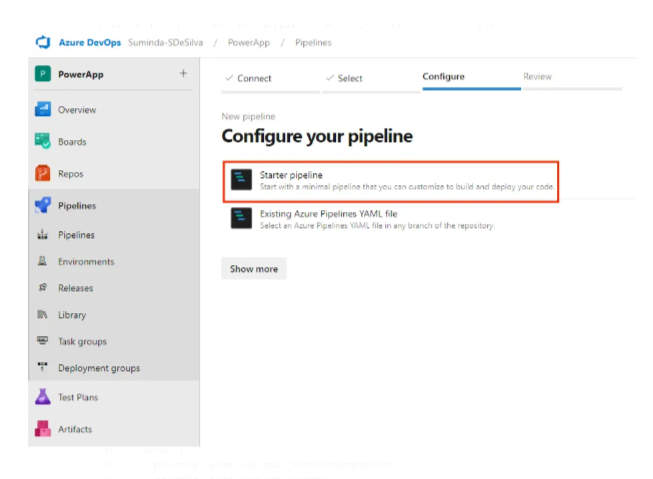 Azure DevOps Suminda-SDeSilva / PowerApp / Pipelines
P PowerApp +
Overview
Boards
Repos
Pipelines
Pipelines
Environments
Releases
Library
Task groups
Deployment groups
Test Plans
Artifacts
✓ Connect ✓ Select Configure Review
New pipeline
Configure your pipeline
Starter pipeline
Start with a minimal pipeline that you can customize to build and deploy your code.
Existing Azure Pipelines YAML file
Select an Azure Pipelines YAML file in any branch of the repository.
Show more